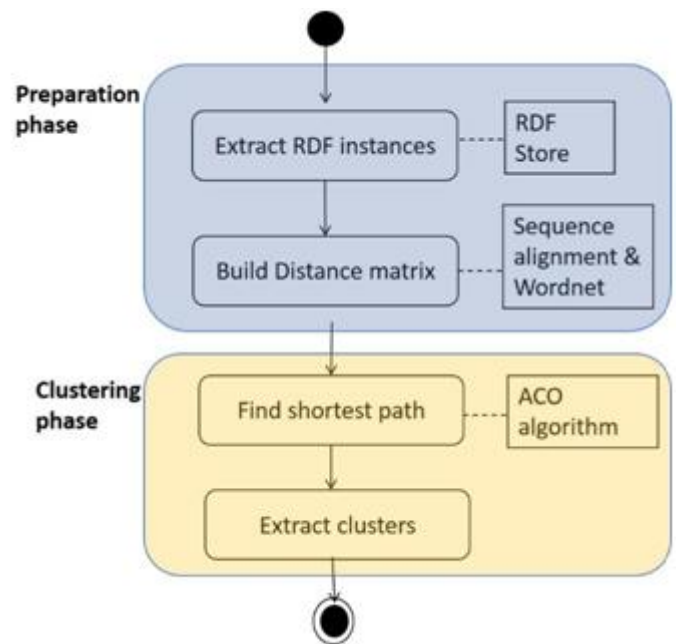 Preparation
phase
Extract RDF instances
RDF
Store
Build Distance matrix
Sequence
alignment &
Wordnet
Clustering
phase
Find shortest path
ACO
algorithm
Extract clusters